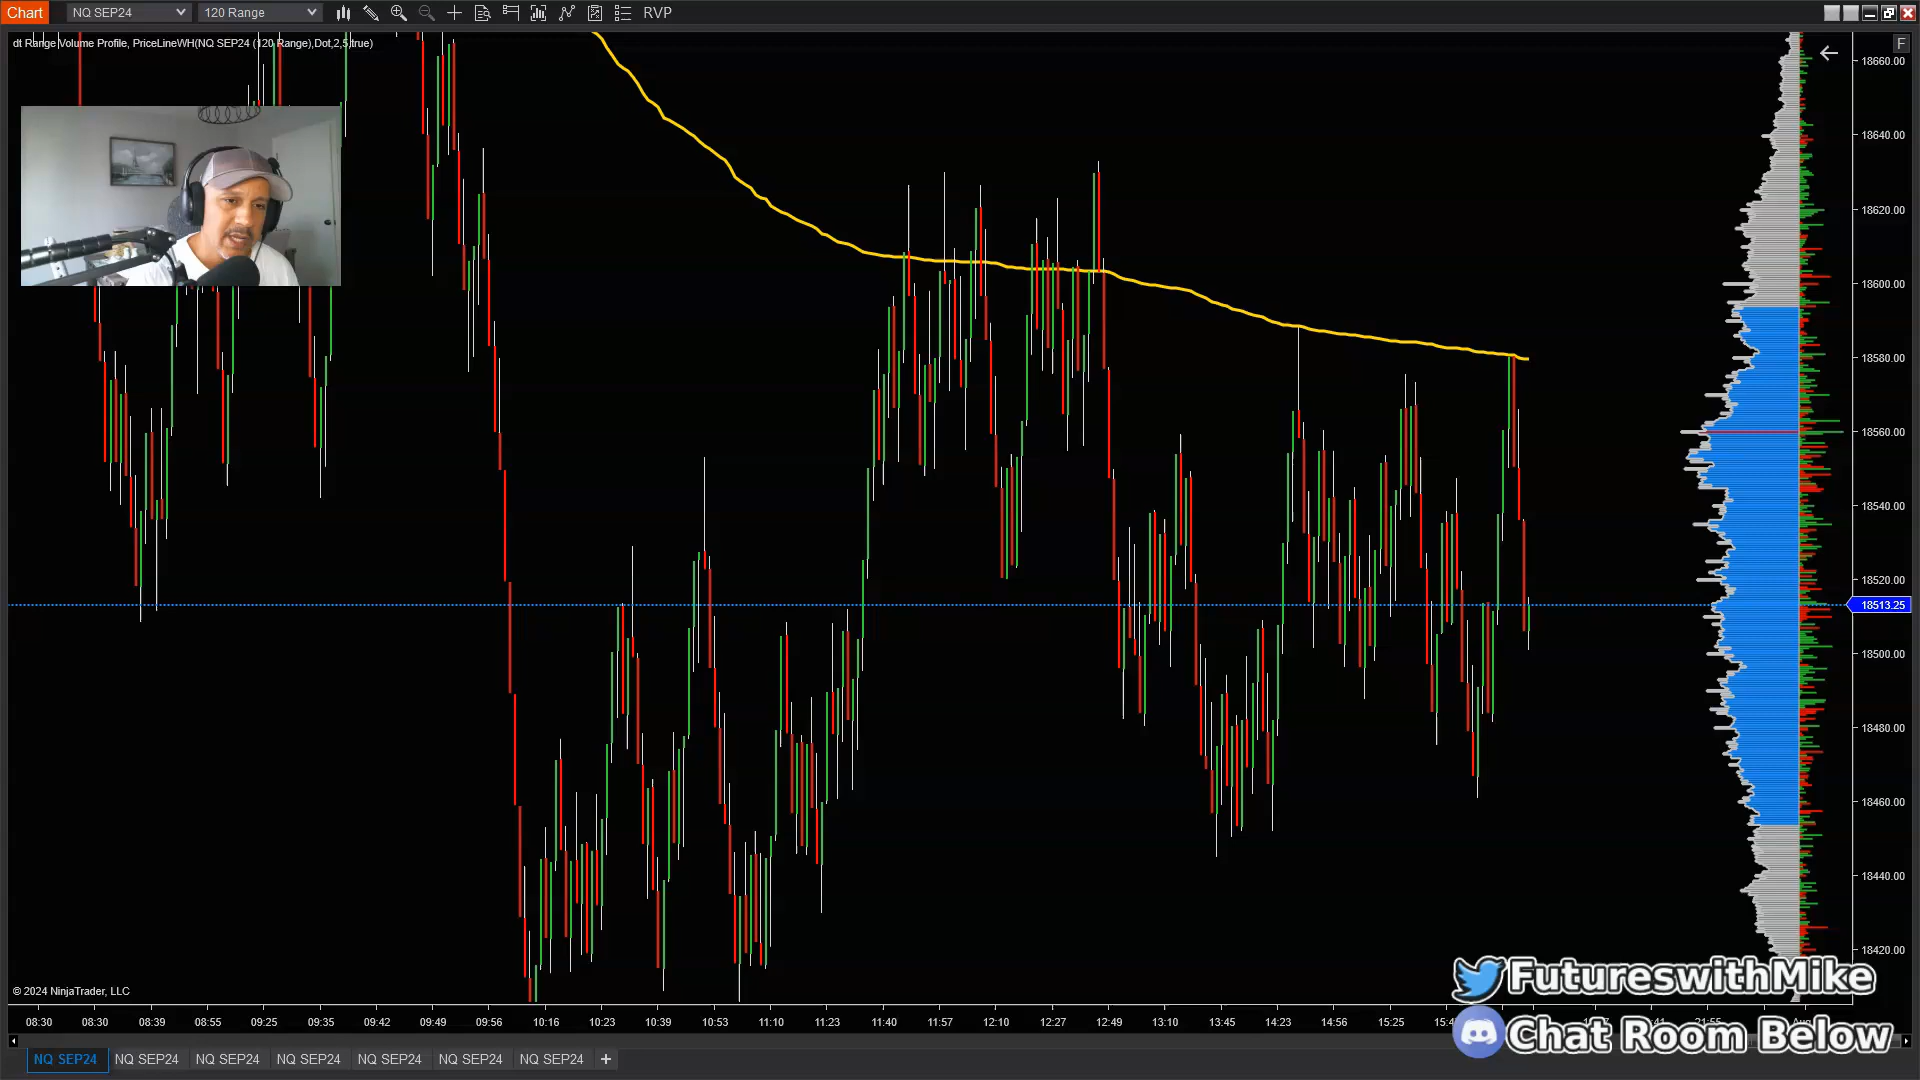 Chart
NQ SEP24
120 Range
RVP
dt Range Volume Profile, PriceLineWH(NQ SEP24 (120 Range),Dot,2,5,true)
F
18660.00
18640.00
18620.00
18600.00
18580.00
18560.00
18540.00
18520.00
18513.25
18500.00
18480.00
18460.00
18440.00
18420.00
© 2024 NinjaTrader, LLC
FutureswithMike
08:30 08:30 08:39 08:55 09:25 09:35 09:42 09:49 09:56 10:16 10:23 10:39 10:53 11:10 11:23 11:40 11:57 12:10 12:27 12:49 13:10 13:45 14:23 14:56 15:25
Chat Room Below
NQ SEP24 NQ SEP24 NQ SEP24 NQ SEP24 NQ SEP24 NQ SEP24 NQ SEP24 +